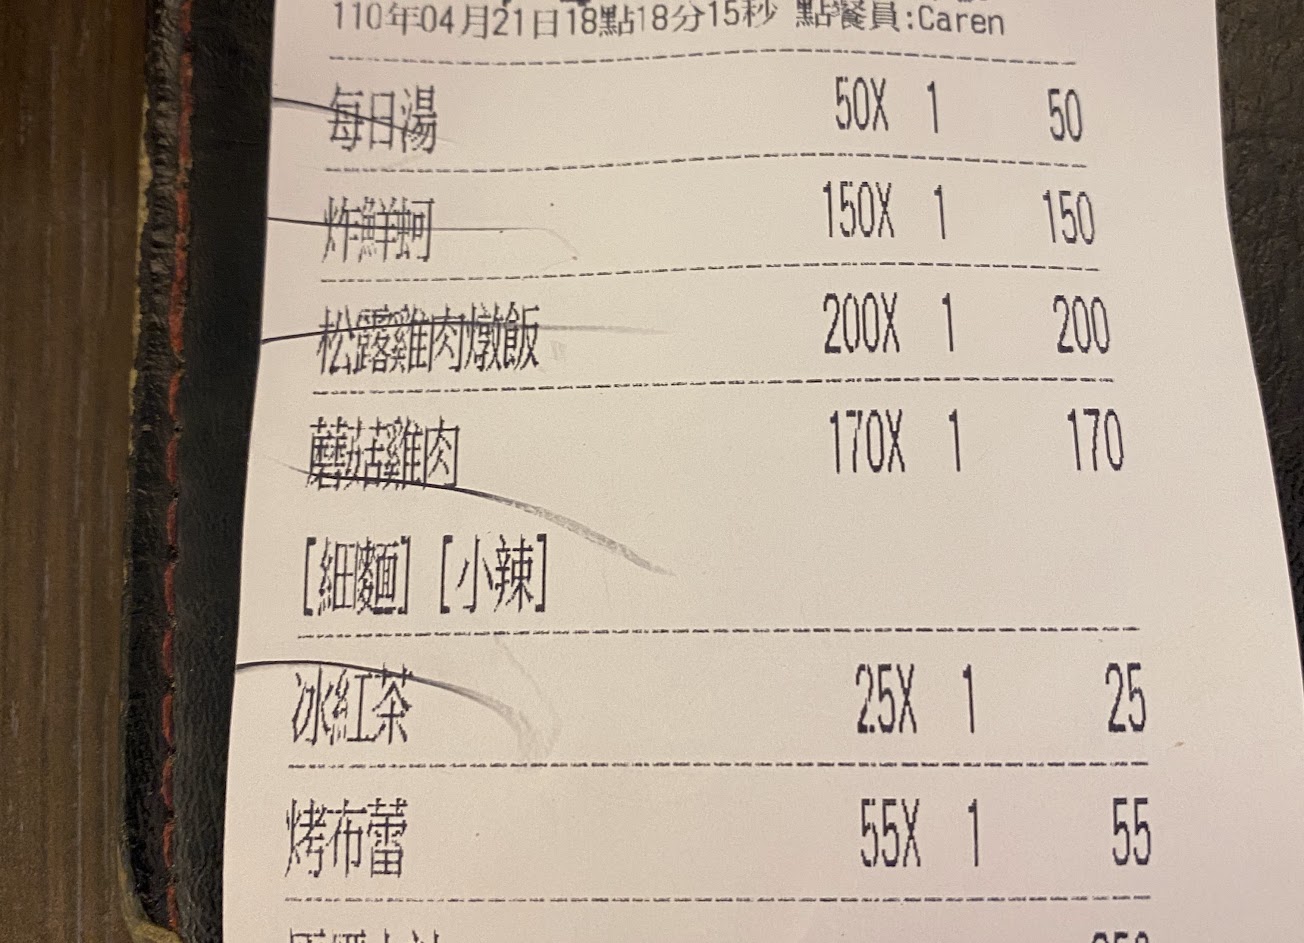 110年04月21日18點18分15秒 點餐員:Caren
每日湯 50X 1 50
炸鮮蚵 150X 1 150
松露雞肉燉飯 200X 1 200
蘑菇雞肉 170X 1 170
[細麵] [小辣]
冰紅茶 25X 1 25
烤布蕾 55X 1 55